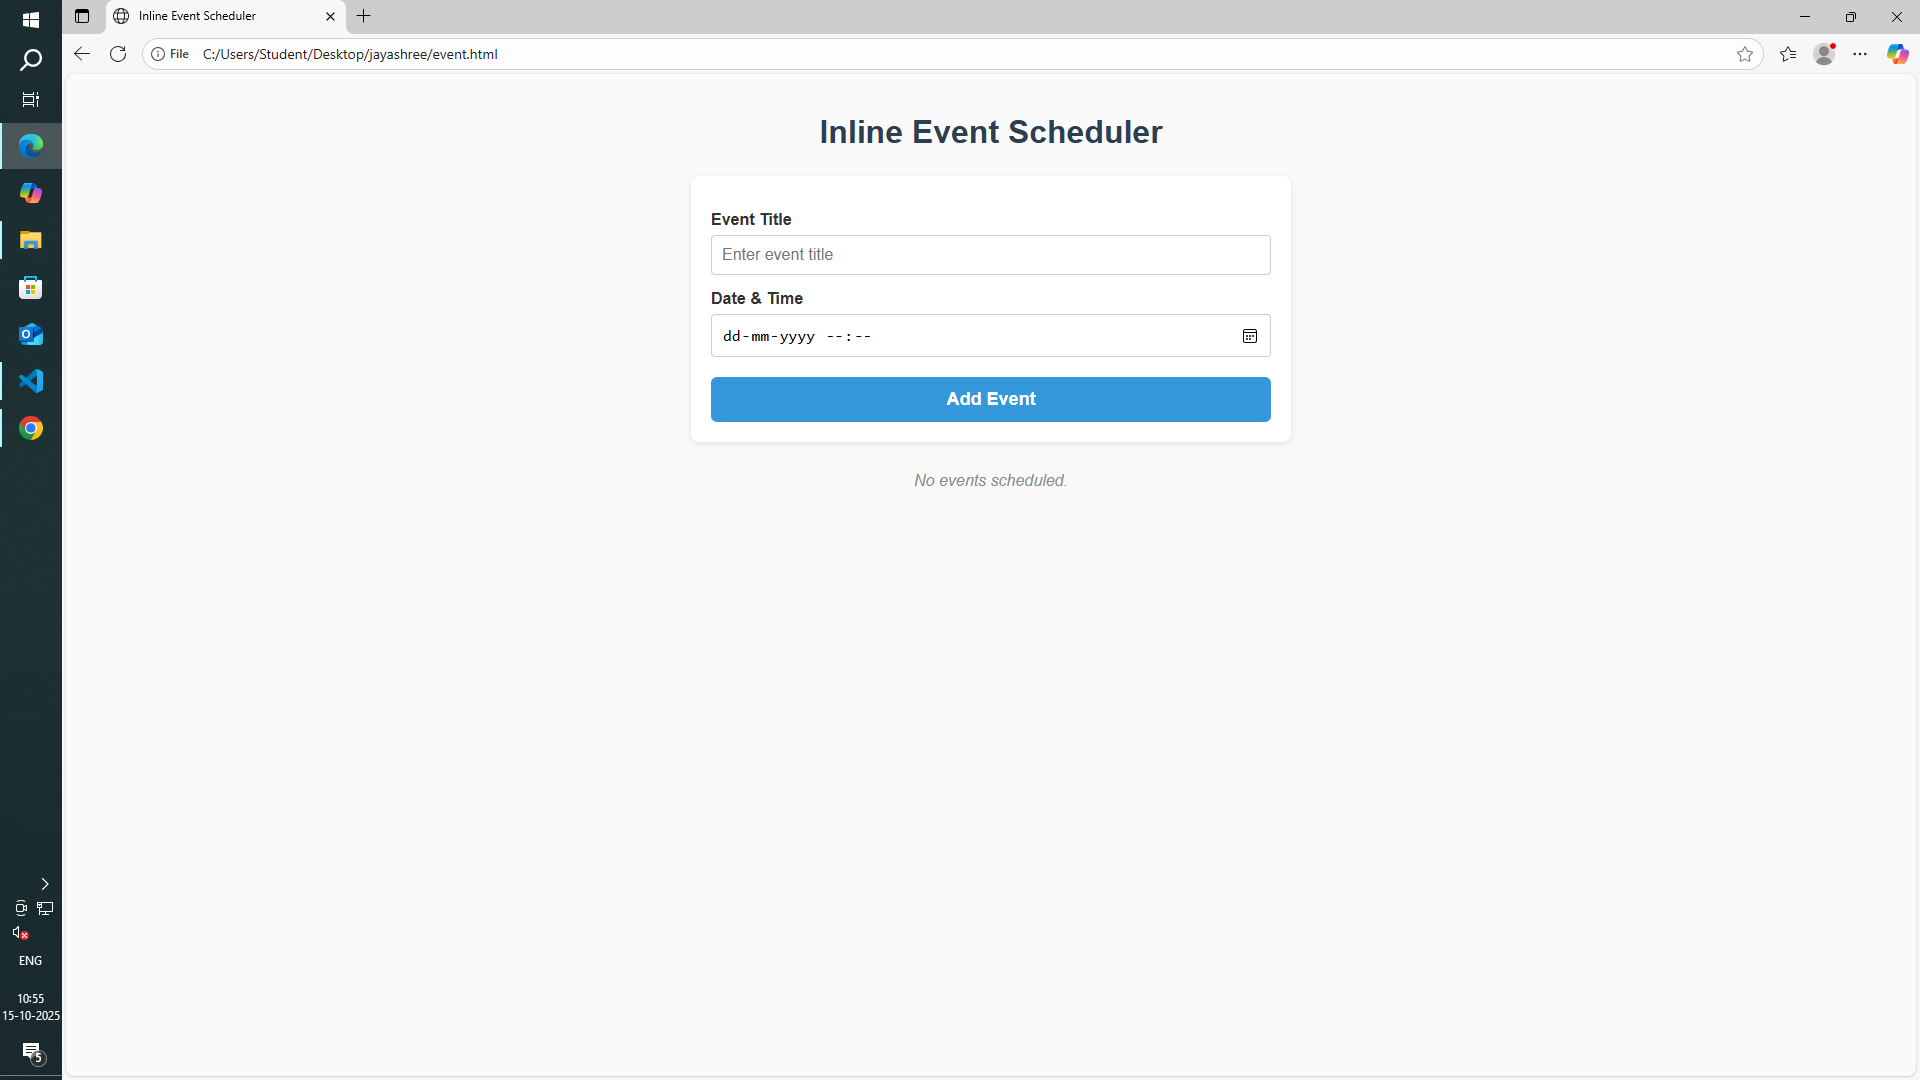 Inline Event Scheduler
File C:/Users/Student/Desktop/jayashree/event.html
Inline Event Scheduler
Event Title
Enter event title
Date & Time
dd-mm-yyyy --:--
Add Event
No events scheduled.
ENG
10:55
15-10-2025
5